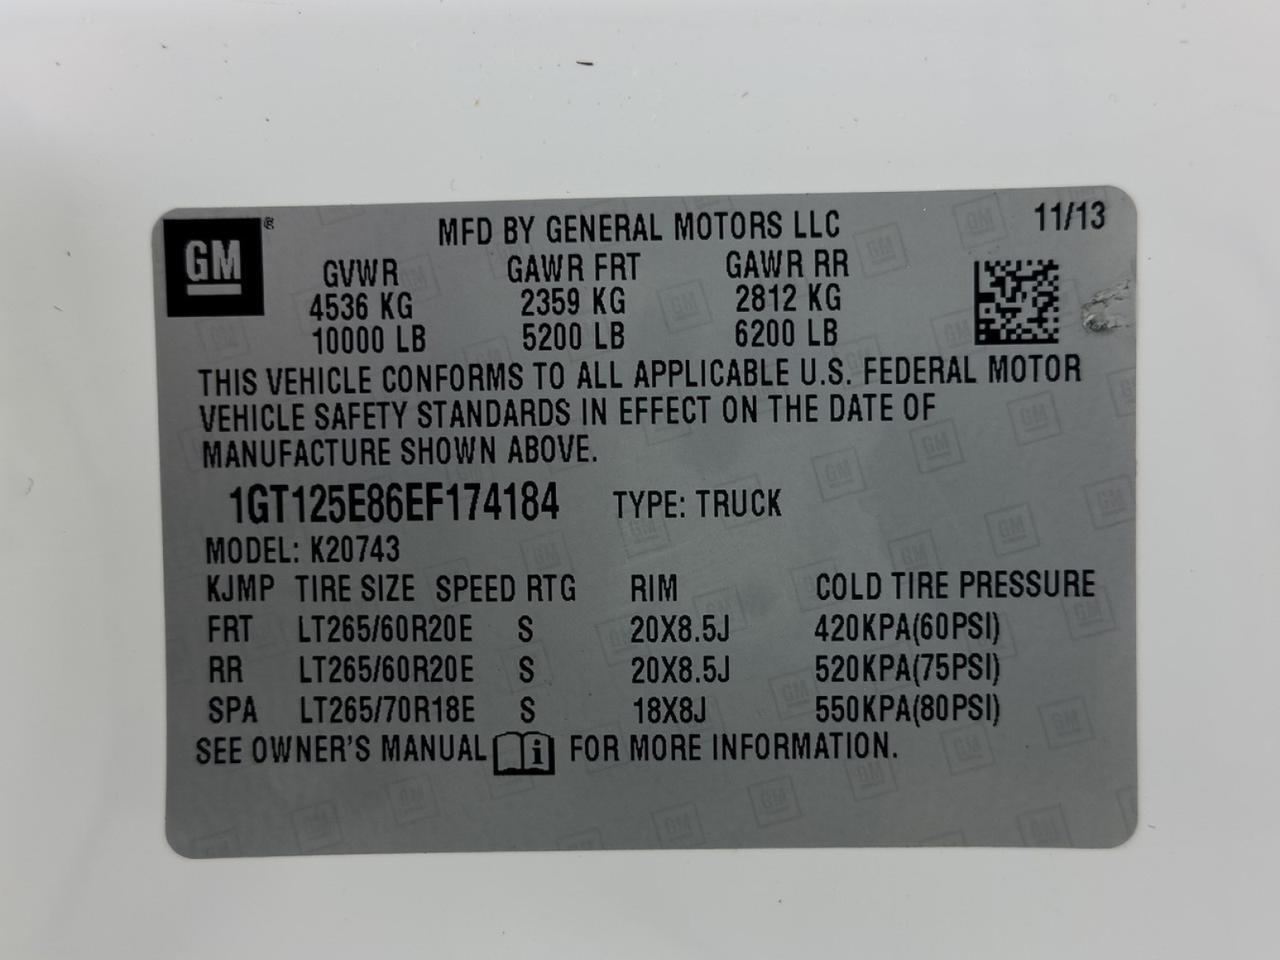 GM ®
MFD BY GENERAL MOTORS LLC 11/13
GVWR GAWR FRT GAWR RR
4536 KG 2359 KG 2812 KG
10000 LB 5200 LB 6200 LB
THIS VEHICLE CONFORMS TO ALL APPLICABLE U.S. FEDERAL MOTOR
VEHICLE SAFETY STANDARDS IN EFFECT ON THE DATE OF
MANUFACTURE SHOWN ABOVE.
1GT125E86EF174184 TYPE: TRUCK
MODEL: K20743
KJMP TIRE SIZE SPEED RTG RIM COLD TIRE PRESSURE
FRT LT265/60R20E S 20X8.5J 420KPA(60PSI)
RR LT265/60R20E S 20X8.5J 520KPA(75PSI)
SPA LT265/70R18E S 18X8J 550KPA(80PSI)
SEE OWNER'S MANUAL i FOR MORE INFORMATION.